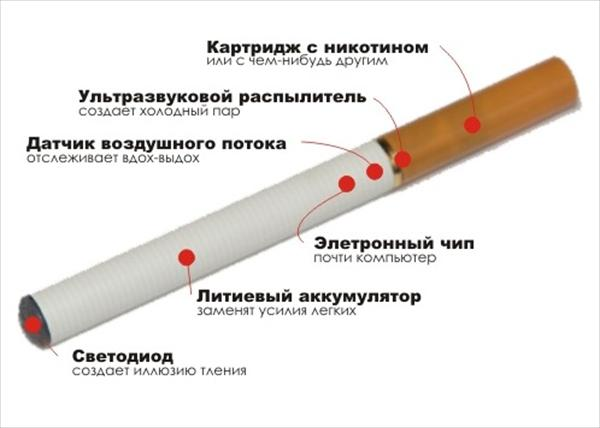 Картридж с никотином
или с чем-нибудь другим
Ультразвуковой распылитель
создает холодный пар
Датчик воздушного потока
отслеживает вдох-выдох
Элетронный чип
почти компьютер
Литиевый аккумулятор
заменят усилия легких
Светодиод
создает иллюзию тления